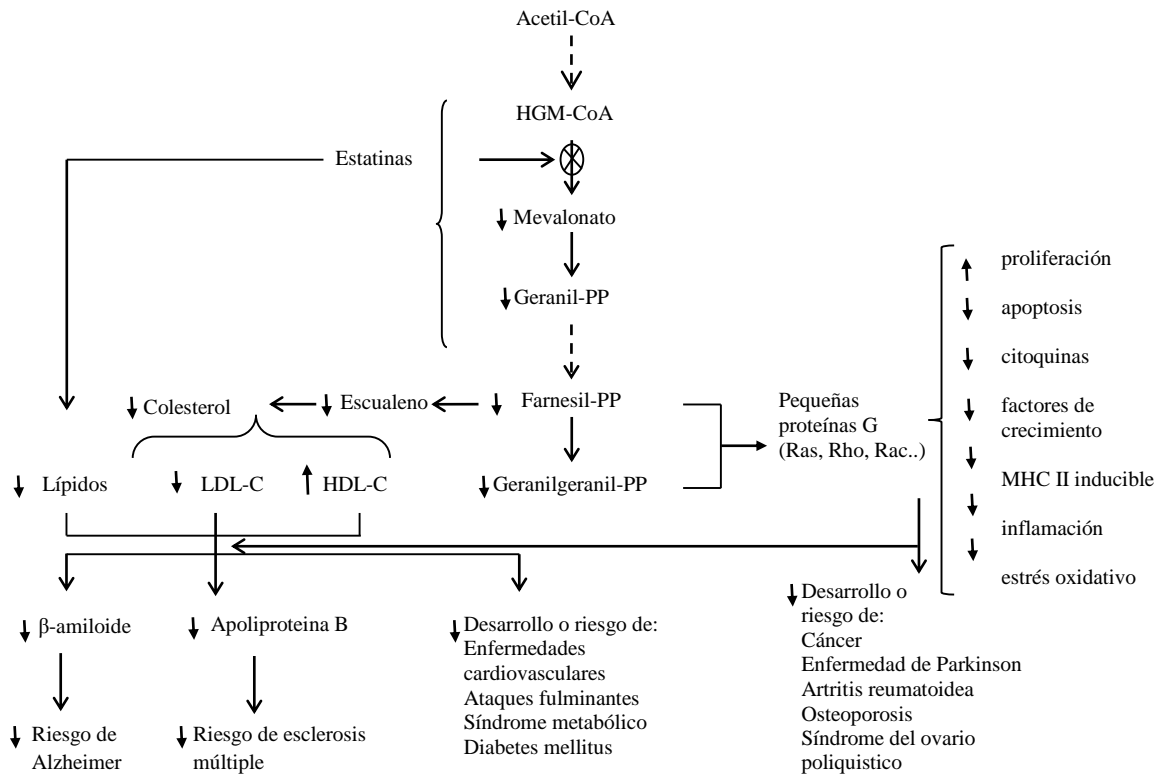 Acetil-CoA
HGM-CoA
Estatinas
Mevalonato
Geranil-PP
Colesterol
Escualeno
Farnesil-PP
Pequeñas
proteínas G
(Ras, Rho, Rac..)
Lípidos
LDL-C
HDL-C
Geranilgeranil-PP
proliferación
apoptosis
citoquinas
factores de
crecimiento
MHC II inducible
inflamación
estrés oxidativo
β-amiloide
Apoliproteina B
Desarrollo o riesgo de:
Enfermedades
cardiovasculares
Ataques fulminantes
Síndrome metabólico
Diabetes mellitus
Desarrollo o
riesgo de:
Cáncer
Enfermedad de Parkinson
Artritis reumatoidea
Osteoporosis
Síndrome del ovario
poliquistico
Riesgo de
Alzheimer
Riesgo de esclerosis
múltiple